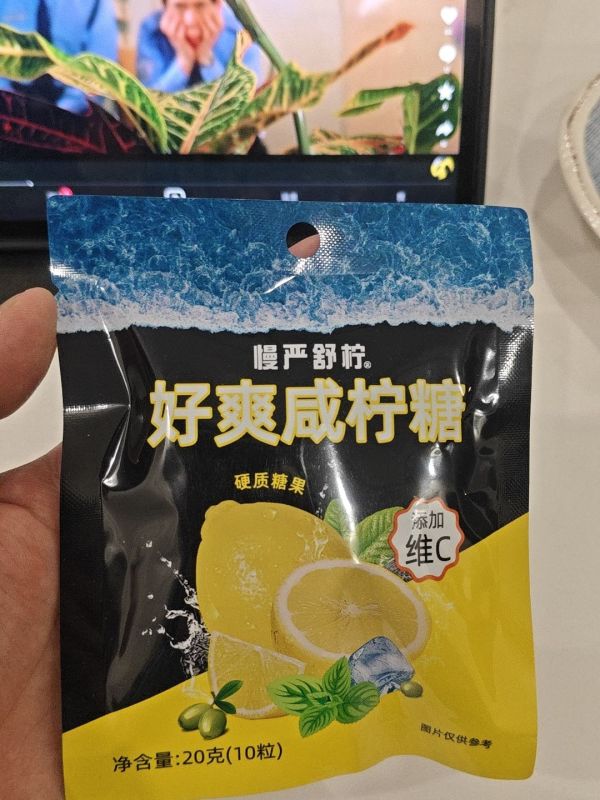 慢严舒柠®
好爽咸柠糖
硬质糖果
添加
维C
净含量:20克(10粒)
图片仅供参考